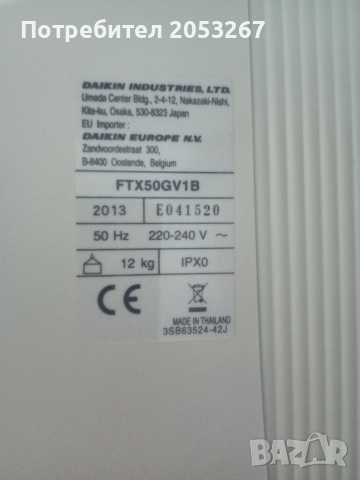 Потребител 2053267
DAIKIN INDUSTRIES, LTD.
Umeda Center Bldg., 2-4-12, Nakazaki-Nishi,
Kita-ku, Osaka, 530-8323 Japan
EU Importer :
DAIKIN EUROPE N.V.
Zandvoordestraat 300,
B-8400 Oostende, Belgium
FTX50GV1B
2013 E041520
50 Hz 220-240 V ~
12 kg IPX0
CE
MADE IN THAILAND
3SB63524-42J
BAZAR